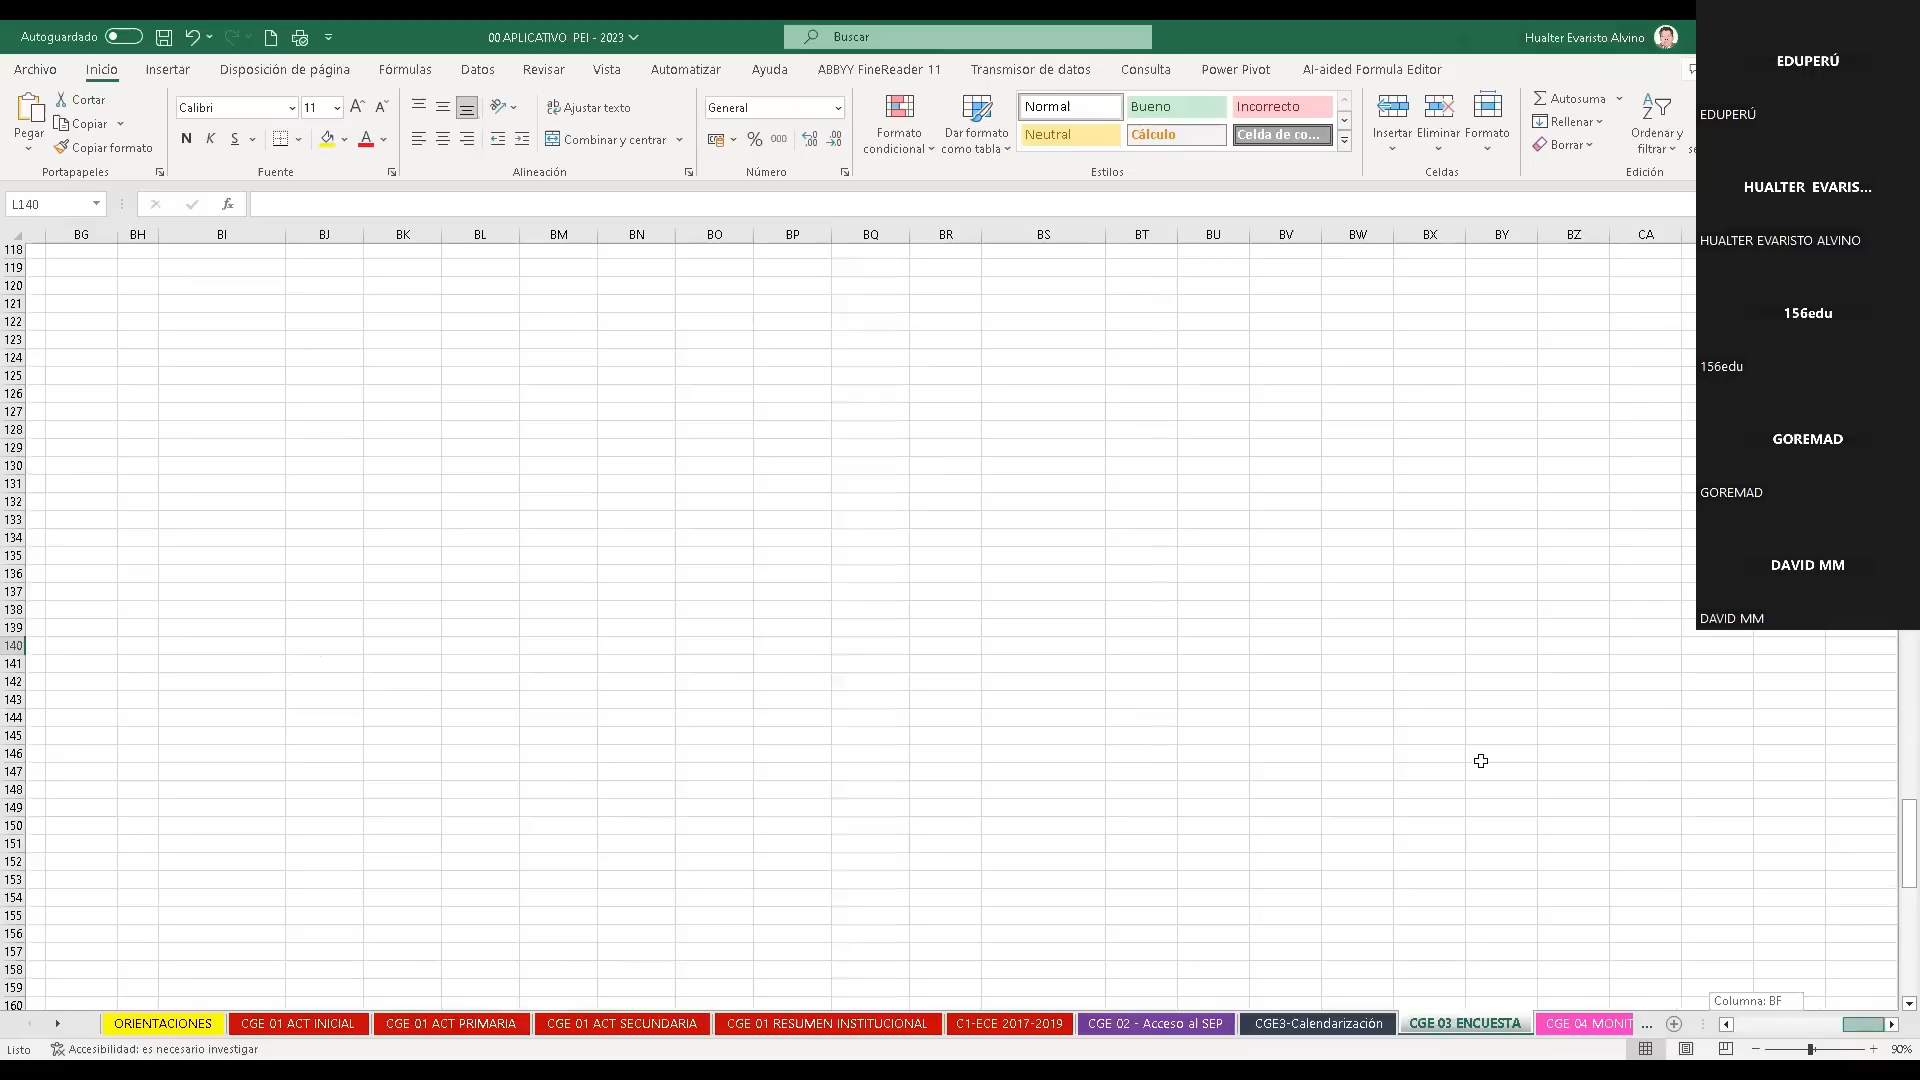 Autoguardado
00 APLICATIVO PEI - 2023
Buscar
Hualter Evaristo Alvino
Archivo Inicio Insertar Disposición de página Fórmulas Datos Revisar Vista Automatizar Ayuda ABBYY FineReader 11 Transmisor de datos Consulta Power Pivot AI-aided Formula Editor
Pegar
Cortar
Copiar
Copiar formato
Portapapeles
Calibri 11
N K S
Fuente
Ajustar texto
Combinar y centrar
Alineación
General
% 000
Número
Formato condicional
Dar formato como tabla
Normal Bueno Incorrecto
Neutral Cálculo Celda de co...
Estilos
Insertar Eliminar Formato
Celdas
Autosuma
Rellenar
Borrar
Ordenar y filtrar
Edición
L140
fx
BG BH BI BJ BK BL BM BN BO BP BQ BR BS BT BU BV BW BX BY BZ CA
118
119
120
121
122
123
124
125
126
127
128
129
130
131
132
133
134
135
136
137
138
139
140
141
142
143
144
145
146
147
148
149
150
151
152
153
154
155
156
157
158
159
160
EDUPERÚ
EDUPERÚ
HUALTER EVARIS...
HUALTER EVARISTO ALVINO
156edu
156edu
GOREMAD
GOREMAD
DAVID MM
DAVID MM
Columna: BF
ORIENTACIONES CGE 01 ACT INICIAL CGE 01 ACT PRIMARIA CGE 01 ACT SECUNDARIA CGE 01 RESUMEN INSTITUCIONAL C1-ECE 2017-2019 CGE 02 - Acceso al SEP CGE3-Calendarización CGE 03 ENCUESTA CGE 04 MONIT ...
Listo Accesibilidad: es necesario investigar 90%